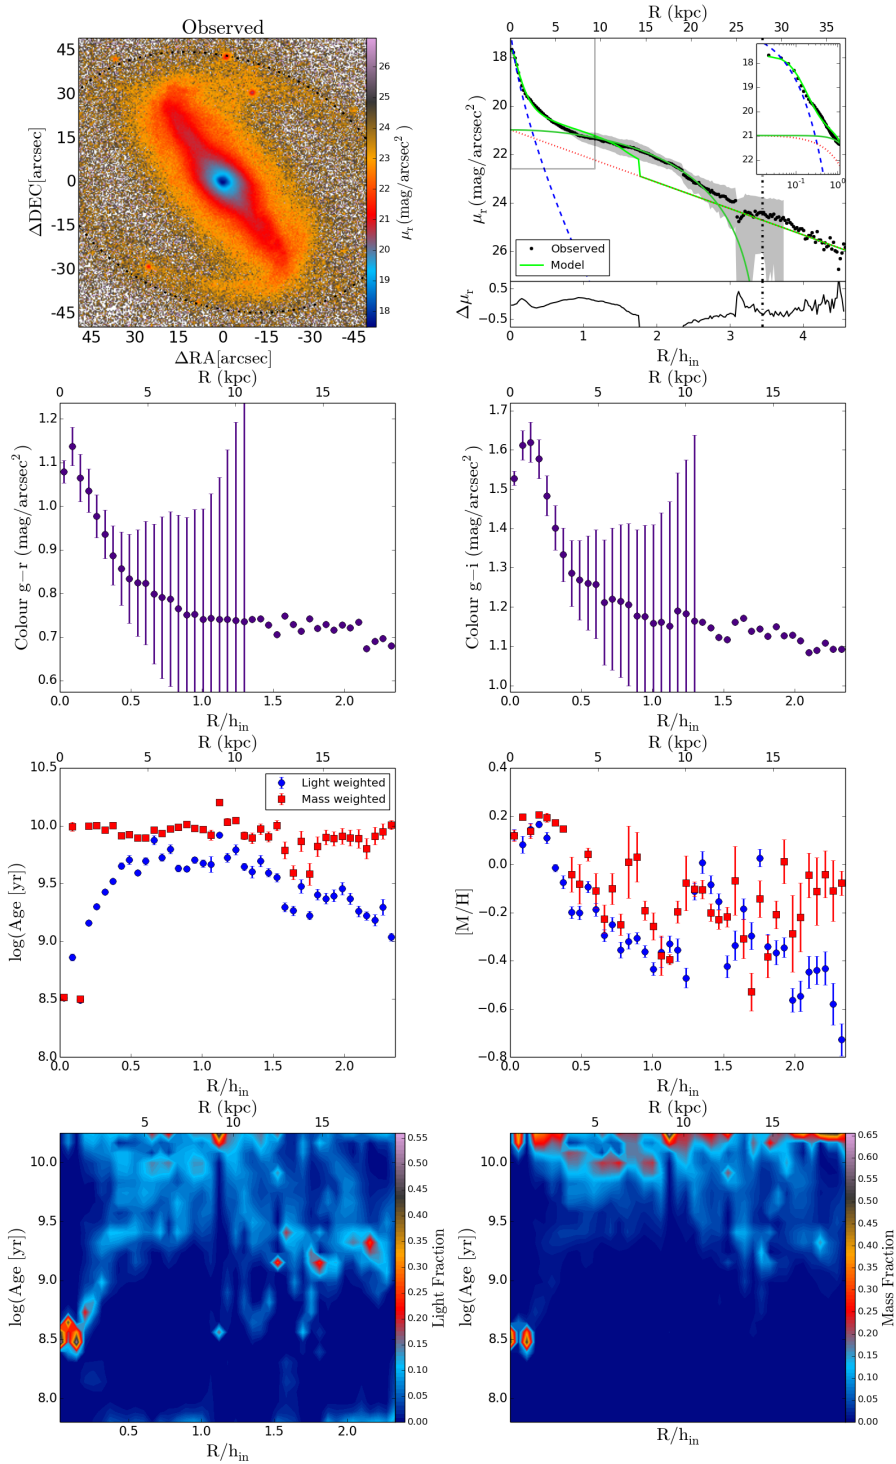 Observed
45
30
15
0
-15
-30
-45
ΔDEC[arcsec]
45 30 15 0 -15 -30 -45
ΔRA[arcsec]
26
25
24
23
22
21
20
19
18
μr(mag/arcsec²)
R (kpc)
0 5 10 15 20 25 30 35
18
20
22
24
26
μr(mag/arcsec²)
17
18
19
20
21
22
10⁻¹ 10⁰
Observed
Model
0.5
−0.5
Δμr
0 1 2 3 4
R/hin
R (kpc)
0 5 10 15
1.2
1.1
1.0
0.9
0.8
0.7
0.6
Colour g−r (mag/arcsec²)
0.0 0.5 1.0 1.5 2.0
R/hin
R (kpc)
0 5 10 15
1.7
1.6
1.5
1.4
1.3
1.2
1.1
1.0
Colour g−i (mag/arcsec²)
0.0 0.5 1.0 1.5 2.0
R/hin
R (kpc)
0 5 10 15
10.5
10.0
9.5
9.0
8.5
8.0
log(Age [yr])
Light weighted
Mass weighted
0.0 0.5 1.0 1.5 2.0
R/hin
R (kpc)
0 5 10 15
0.4
0.2
0.0
−0.2
−0.4
−0.6
−0.8
[M/H]
0.0 0.5 1.0 1.5 2.0
R/hin
R (kpc)
5 10 15
10.0
9.5
9.0
8.5
8.0
log(Age [yr])
0.5 1.0 1.5 2.0
R/hin
0.55
0.50
0.45
0.40
0.35
0.30
0.25
0.20
0.15
0.10
0.05
0.00
Light Fraction
R (kpc)
5 10 15
10.0
9.5
9.0
8.5
8.0
log(Age [yr])
R/hin
0.65
0.60
0.55
0.50
0.45
0.40
0.35
0.30
0.25
0.20
0.15
0.10
0.05
0.00
Mass Fraction